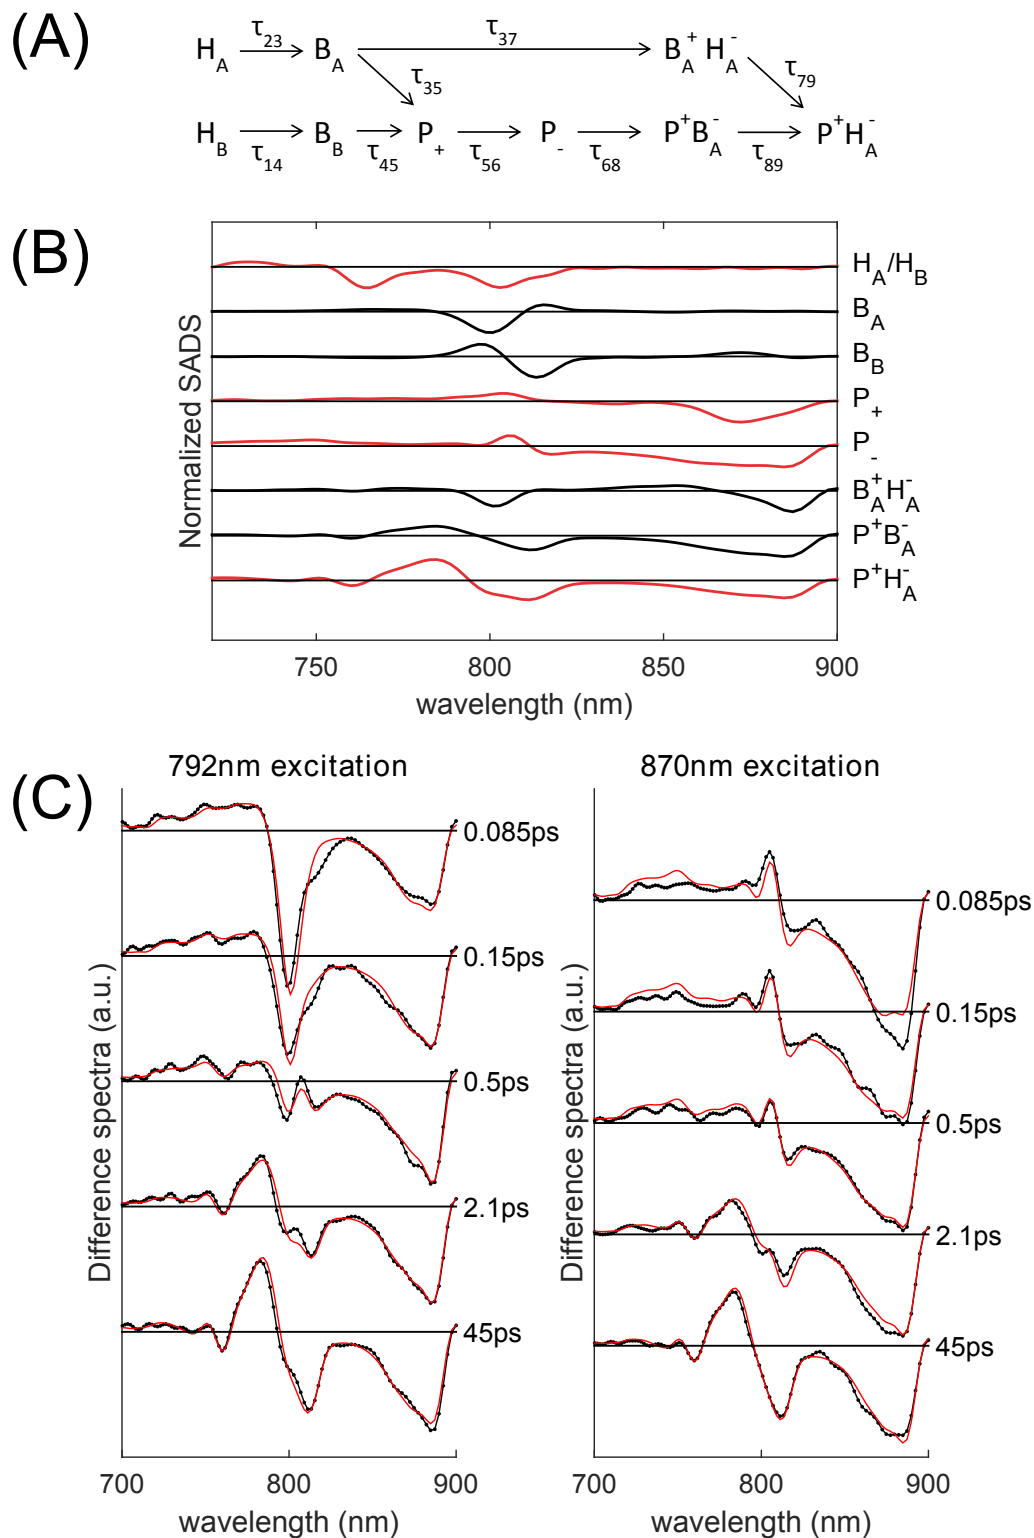 (A)
H_A τ_23 B_A τ_37 B_A^+ H_A^-
τ_35 τ_79
H_B τ_14 B_B τ_45 P_+ τ_56 P_- τ_68 P^+B_A^- τ_89 P^+H_A^-
(B)
Normalized SADS
H_A/H_B
B_A
B_B
P_+
P_-
B_A^+H_A^-
P^+B_A^-
P^+H_A^-
750 800 850 900
wavelength (nm)
(C)
792nm excitation
Difference spectra (a.u.)
0.085ps
0.15ps
0.5ps
2.1ps
45ps
700 800 900
wavelength (nm)
870nm excitation
Difference spectra (a.u.)
0.085ps
0.15ps
0.5ps
2.1ps
45ps
700 800 900
wavelength (nm)